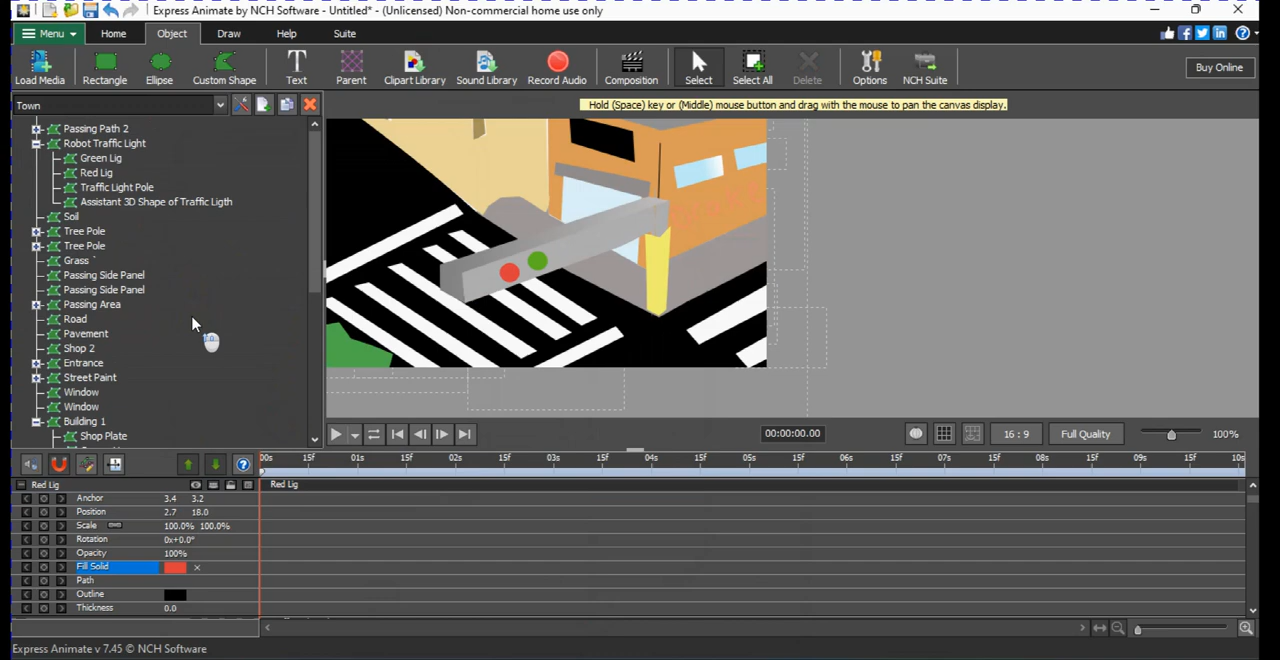 Express Animate by NCH Software - Untitled* - (Unlicensed) Non-commercial home use only
Menu Home Object Draw Help Suite
Load Media Rectangle Ellipse Custom Shape Text Parent Clipart Library Sound Library Record Audio Composition Select Select All Delete Options NCH Suite Buy Online
Town
Hold (Space) key or (Middle) mouse button and drag with the mouse to pan the canvas display.
Passing Path 2
Robot Traffic Light
Green Lig
Red Lig
Traffic Light Pole
Assistant 3D Shape of Traffic Ligth
Soil
Tree Pole
Tree Pole
Grass `
Passing Side Panel
Passing Side Panel
Passing Area
Road
Pavement
Shop 2
Entrance
Street Paint
Window
Window
Building 1
Shop Plate
00:00:00.00 16 : 9 Full Quality 100%
00s 15f 01s 15f 02s 15f 03s 15f 04s 15f 05s 15f 06s 15f 07s 15f 08s 15f 09s 15f 10s
Red Lig Red Lig
Anchor 3.4 3.2
Position 2.7 18.0
Scale 100.0% 100.0%
Rotation 0x+0.0°
Opacity 100%
Fill Solid
Path
Outline
Thickness 0.0
Express Animate v 7.45 © NCH Software